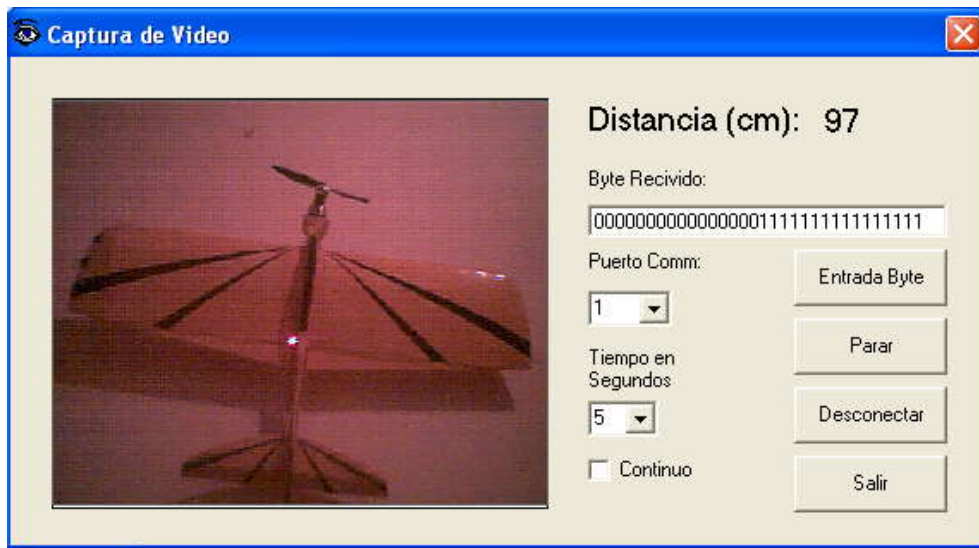 Captura de Video
Distancia (cm): 97
Byte Recivido:
00000000000000001111111111111111
Puerto Comm:
Entrada Byte
1
Parar
Tiempo en
Segundos
5
Desconectar
Continuo
Salir